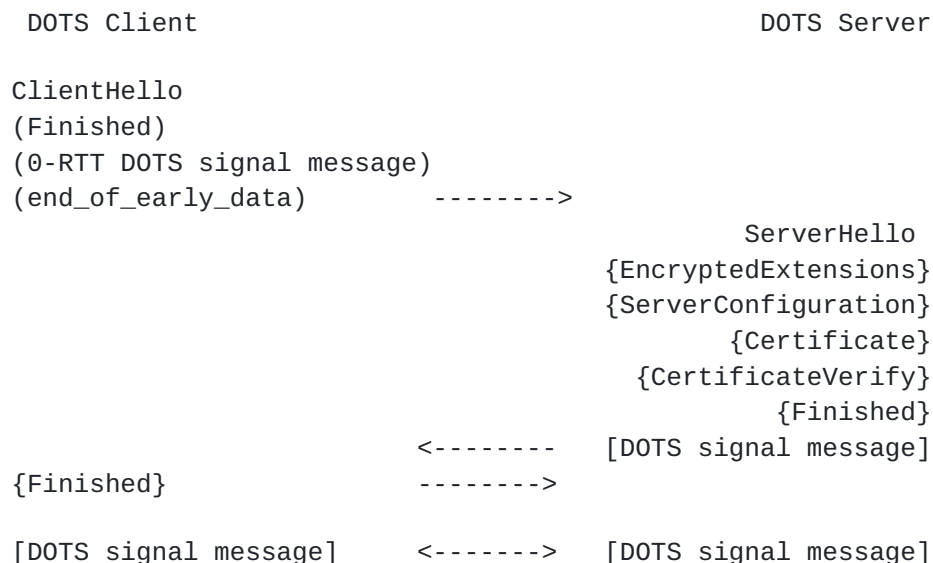 DOTS Client DOTS Server
ClientHello
(Finished)
(0-RTT DOTS signal message)
(end_of_early_data) -------->
ServerHello
{EncryptedExtensions}
{ServerConfiguration}
{Certificate}
{CertificateVerify}
{Finished}
<-------- [DOTS signal message]
{Finished} -------->
[DOTS signal message] <-------> [DOTS signal message]